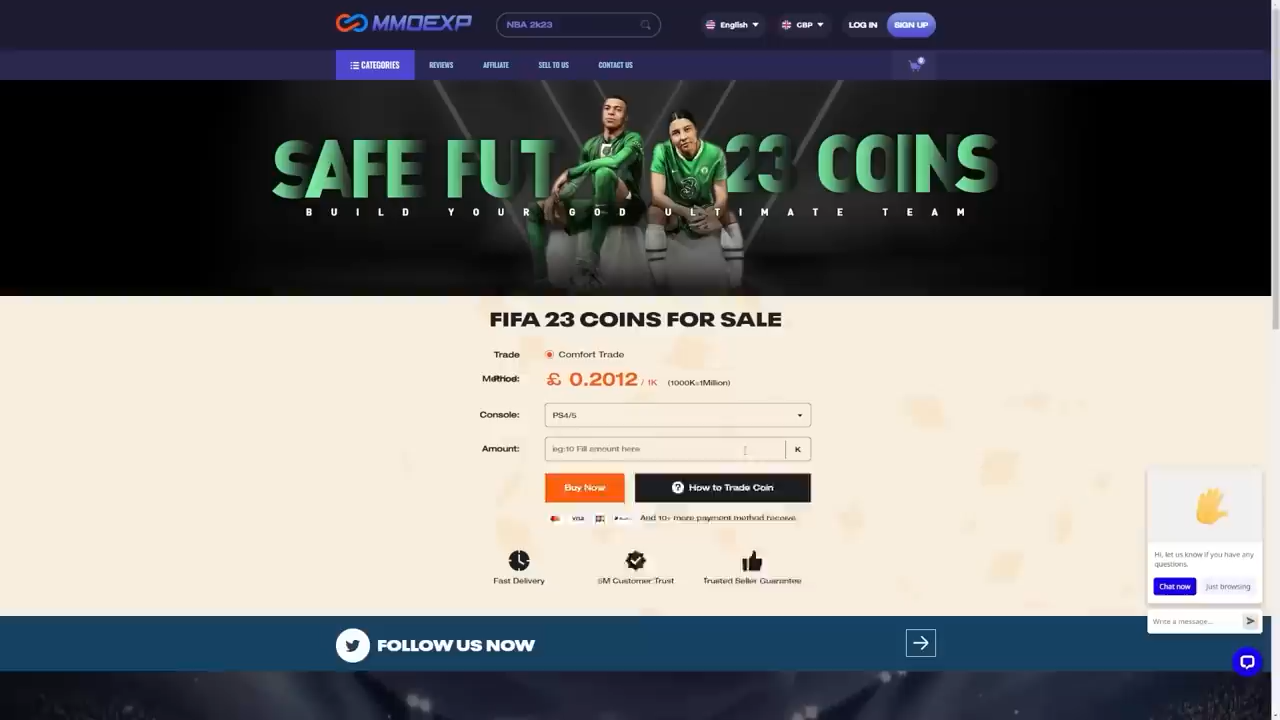 MMOEXP
NBA 2k23
English
GBP
LOG IN
SIGN UP
CATEGORIES
REVIEWS
AFFILIATE
SELL TO US
CONTACT US
0
SAFE FUT 23 COINS
BUILD YOUR GOD ULTIMATE TEAM
FIFA 23 COINS FOR SALE
Trade
Comfort Trade
£ 0.2012 / 1K (1000K=1Million)
Console:
PS4/5
Amount:
eg:10 Fill amount here
K
Buy Now
? How to Trade Coin
VISA
And 10+ more payment method receive
Fast Delivery
6M Customer Trust
Trusted Seller Guarantee
Hi, let us know if you have any
questions.
Chat now
Just browsing
Write a message...
FOLLOW US NOW